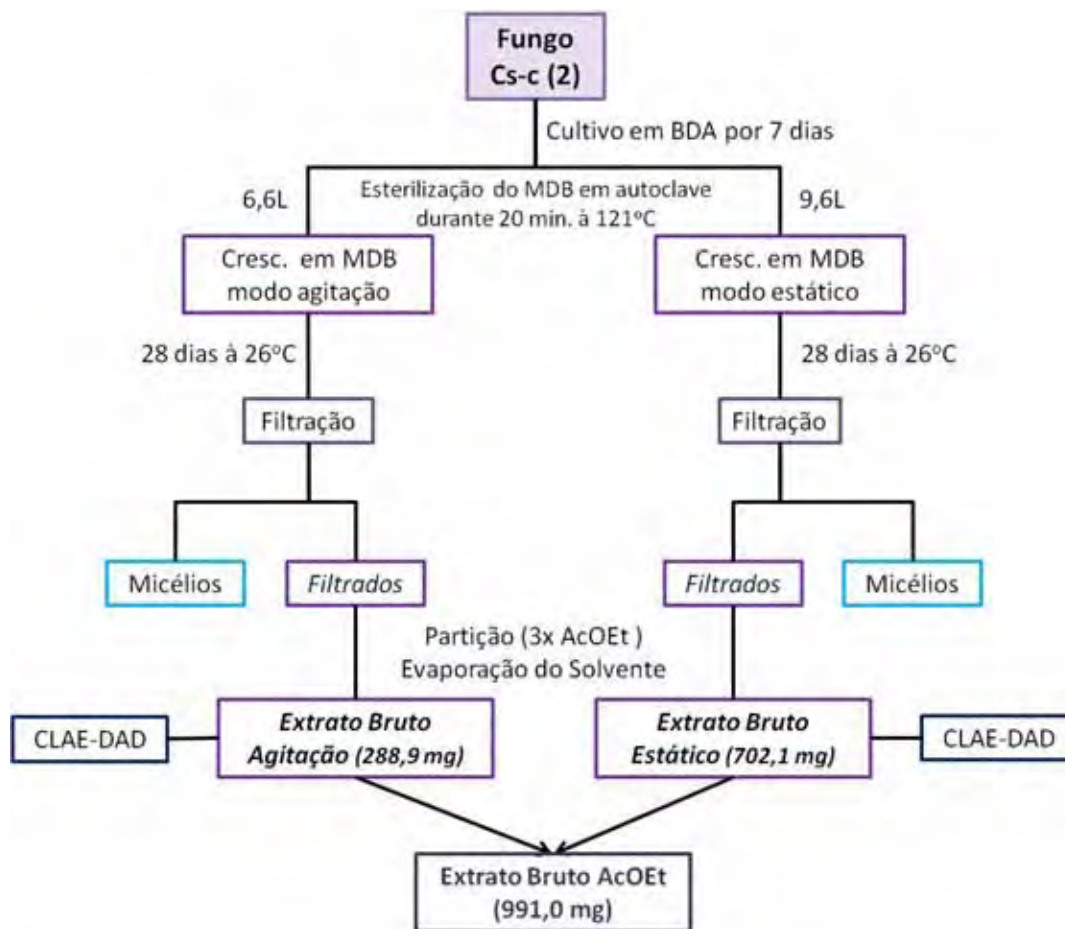 Fungo
Cs-c (2)
Cultivo em BDA por 7 dias
6,6L
Esterilização do MDB em autoclave
durante 20 min. à 121ºC
9,6L
Cresc. em MDB
modo agitação
Cresc. em MDB
modo estático
28 dias à 26ºC
28 dias à 26ºC
Filtração
Filtração
Micélios
Filtrados
Filtrados
Micélios
Partição (3x AcOEt )
Evaporação do Solvente
CLAE-DAD
Extrato Bruto
Agitação (288,9 mg)
Extrato Bruto
Estático (702,1 mg)
CLAE-DAD
Extrato Bruto AcOEt
(991,0 mg)